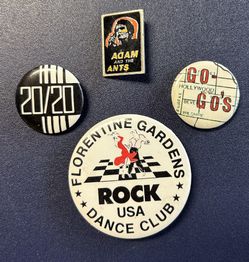 ADAM
AND THE
ANTS
20/20
GO-
HOLLYWOOD
GO'S
FLORENTINE GARDENS
ROCK
USA
DANCE CLUB